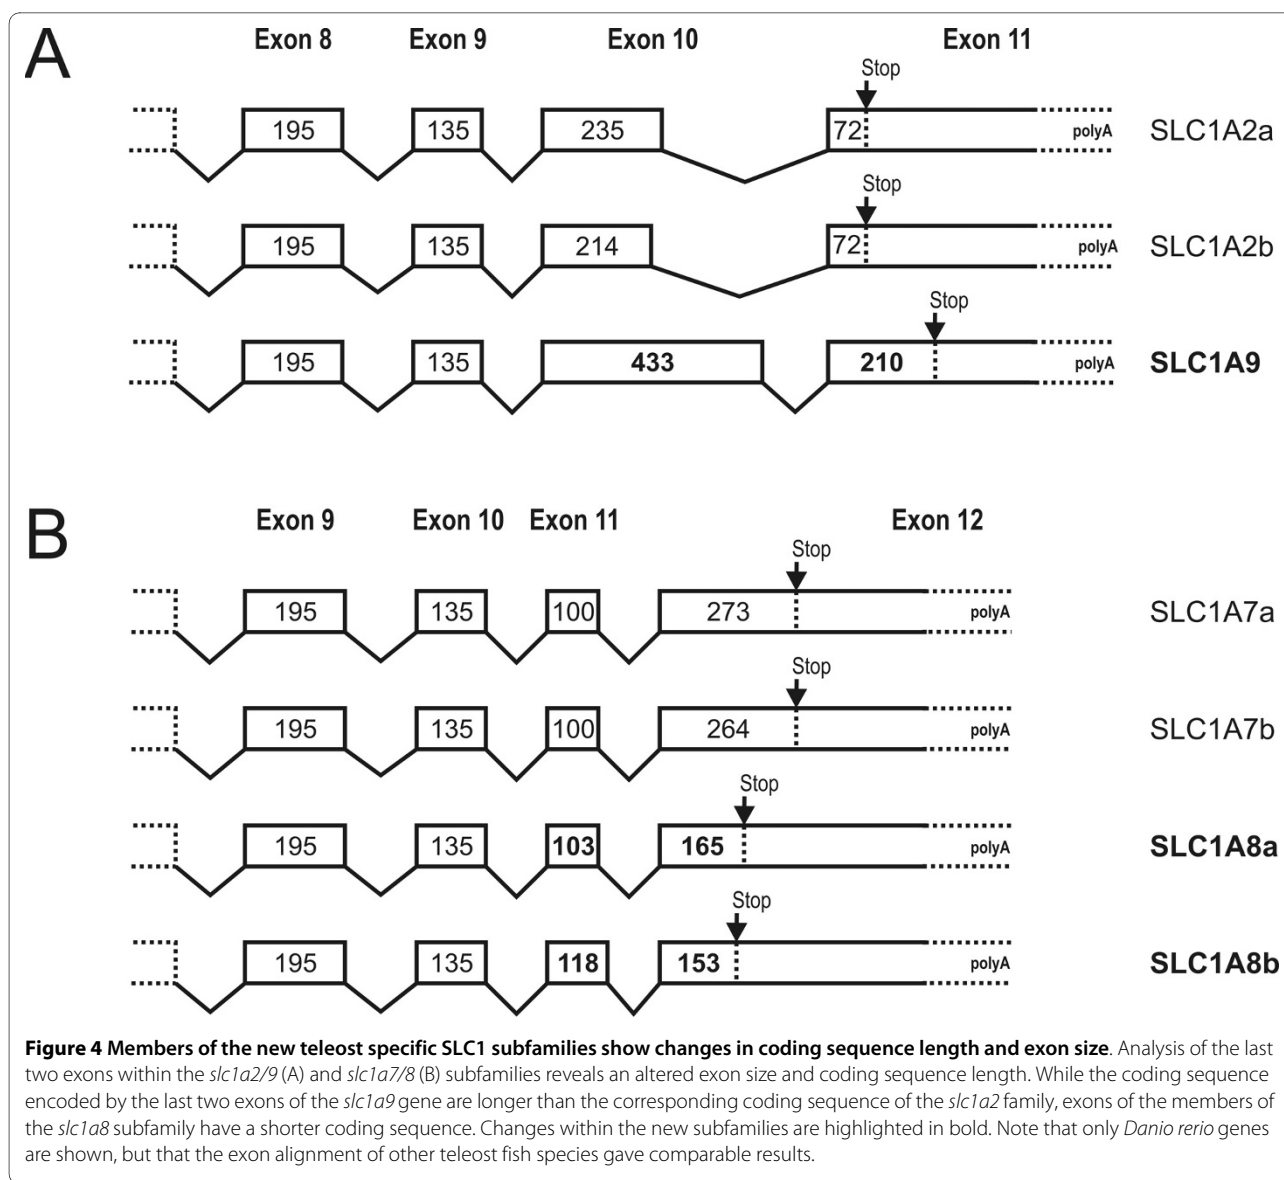 A
Exon 8 Exon 9 Exon 10 Exon 11
Stop
195 135 235 72 polyA SLC1A2a
Stop
195 135 214 72 polyA SLC1A2b
Stop
195 135 433 210 polyA SLC1A9
B
Exon 9 Exon 10 Exon 11 Exon 12
Stop
195 135 100 273 polyA SLC1A7a
Stop
195 135 100 264 polyA SLC1A7b
Stop
195 135 103 165 polyA SLC1A8a
Stop
195 135 118 153 polyA SLC1A8b
Figure 4 Members of the new teleost specific SLC1 subfamilies show changes in coding sequence length and exon size. Analysis of the last
two exons within the slc1a2/9 (A) and slc1a7/8 (B) subfamilies reveals an altered exon size and coding sequence length. While the coding sequence
encoded by the last two exons of the slc1a9 gene are longer than the corresponding coding sequence of the slc1a2 family, exons of the members of
the slc1a8 subfamily have a shorter coding sequence. Changes within the new subfamilies are highlighted in bold. Note that only Danio rerio genes
are shown, but that the exon alignment of other teleost fish species gave comparable results.